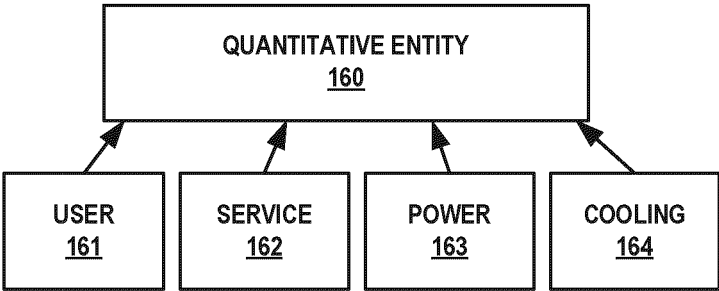 QUANTITATIVE ENTITY
160
USER
161
SERVICE
162
POWER
163
COOLING
164